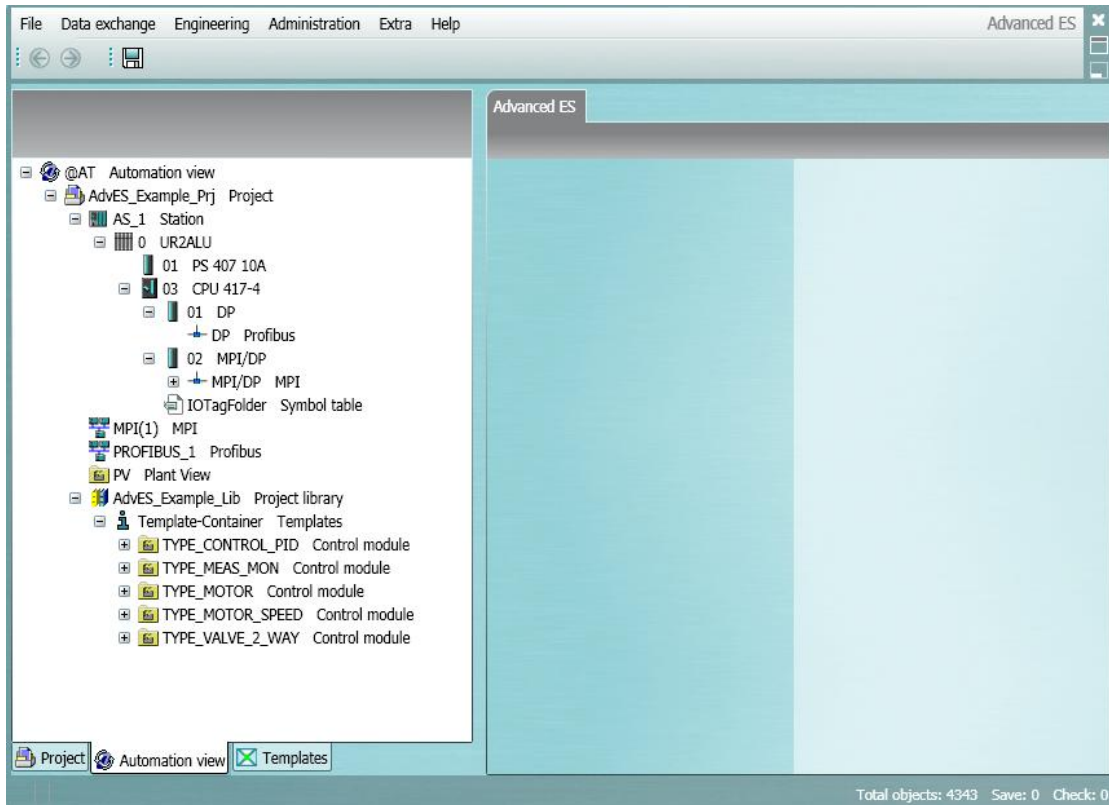 File Data exchange Engineering Administration Extra Help Advanced ES
Advanced ES
@AT Automation view
AdvES_Example_Prj Project
AS_1 Station
0 UR2ALU
01 PS 407 10A
03 CPU 417-4
01 DP
DP Profibus
02 MPI/DP
MPI/DP MPI
IOTagFolder Symbol table
MPI(1) MPI
PROFIBUS_1 Profibus
PV Plant View
AdvES_Example_Lib Project library
Template-Container Templates
TYPE_CONTROL_PID Control module
TYPE_MEAS_MON Control module
TYPE_MOTOR Control module
TYPE_MOTOR_SPEED Control module
TYPE_VALVE_2_WAY Control module
Project Automation view Templates
Total objects: 4343 Save: 0 Check: 0